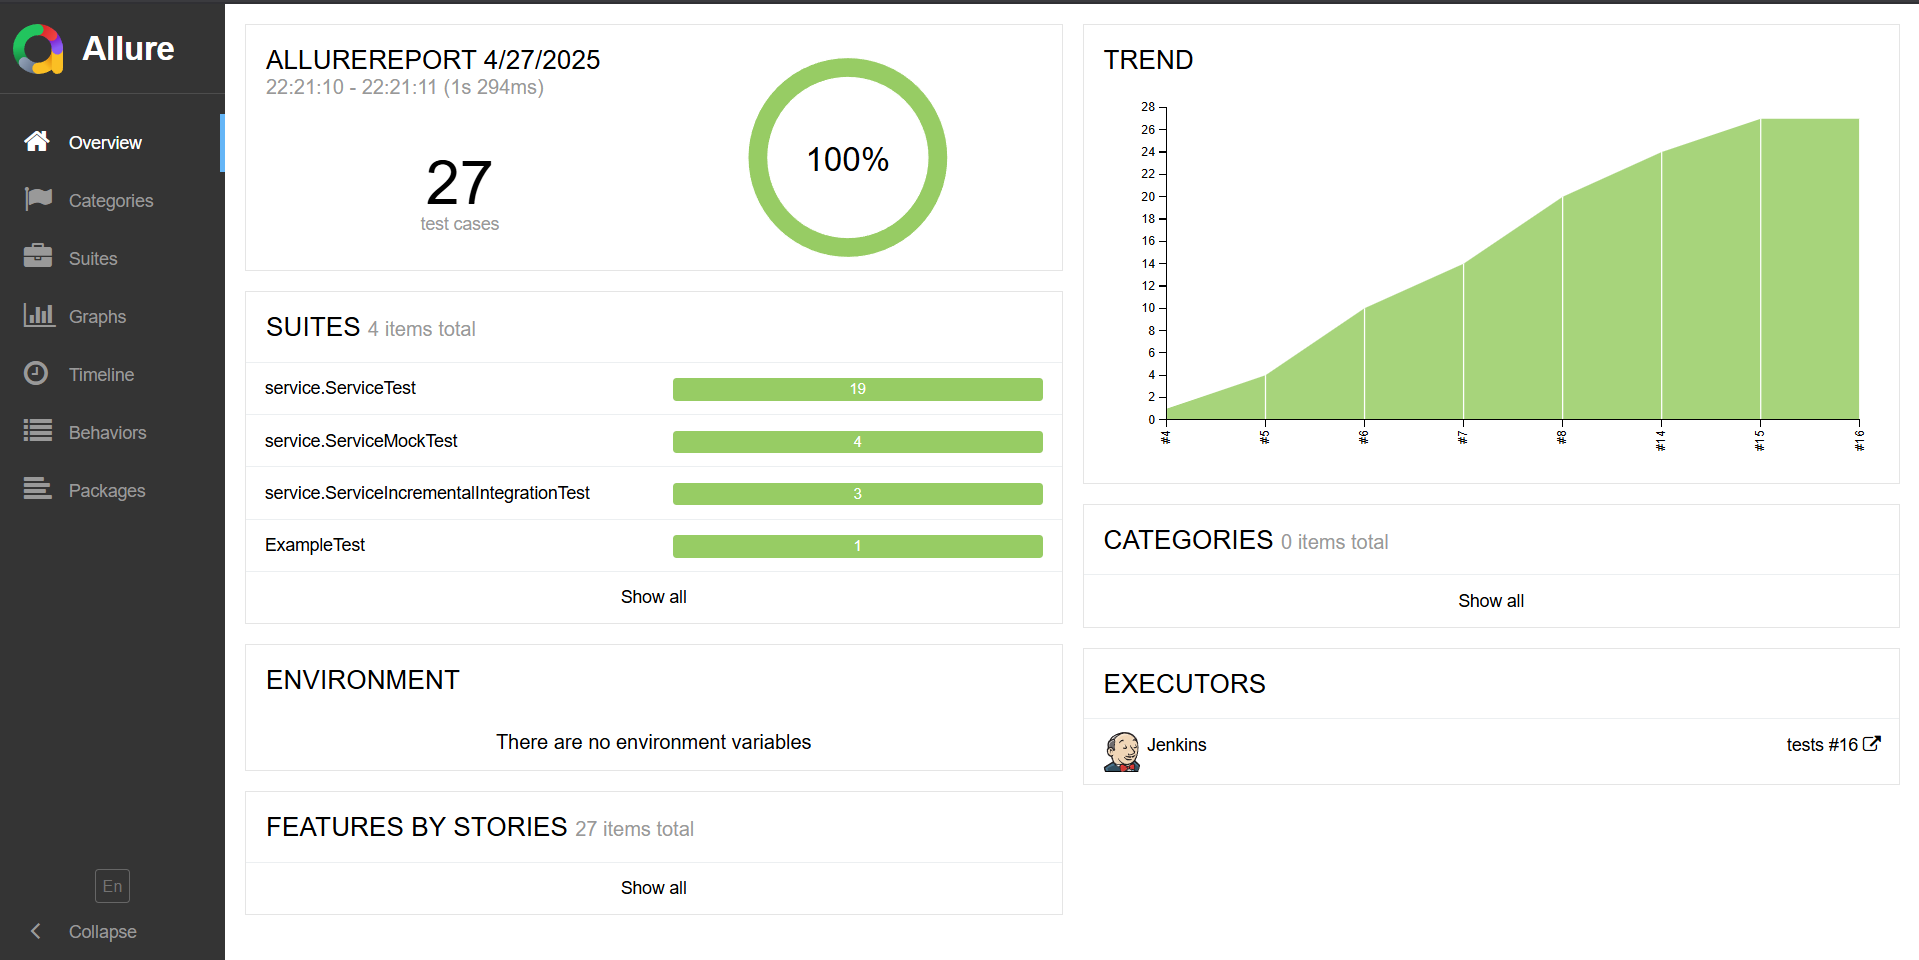 Allure
Overview
Categories
Suites
Graphs
Timeline
Behaviors
Packages
En
Collapse
ALLUREREPORT 4/27/2025
22:21:10 - 22:21:11 (1s 294ms)
27
test cases
100%
SUITES 4 items total
service.ServiceTest 19
service.ServiceMockTest 4
service.ServiceIncrementalIntegrationTest 3
ExampleTest 1
Show all
ENVIRONMENT
There are no environment variables
FEATURES BY STORIES 27 items total
Show all
TREND
28
26
24
22
20
18
16
14
12
10
8
6
4
2
0
#4 #5 #6 #7 #8 #14 #15 #16
CATEGORIES 0 items total
Show all
EXECUTORS
Jenkins tests #16